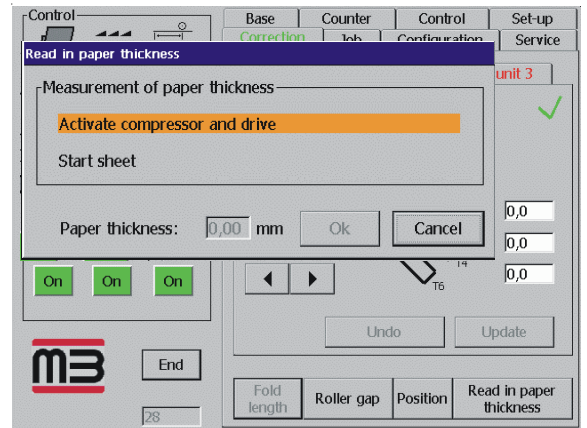 Control
Base Counter Control Set-up
Correction Job Configuration Service
Read in paper thickness
unit 3
Measurement of paper thickness
Activate compressor and drive
Start sheet
Paper thickness: 0,00 mm Ok Cancel
0,0
0,0
0,0
On On On
T4
T6
Undo Update
End
28
Fold length Roller gap Position Read in paper thickness